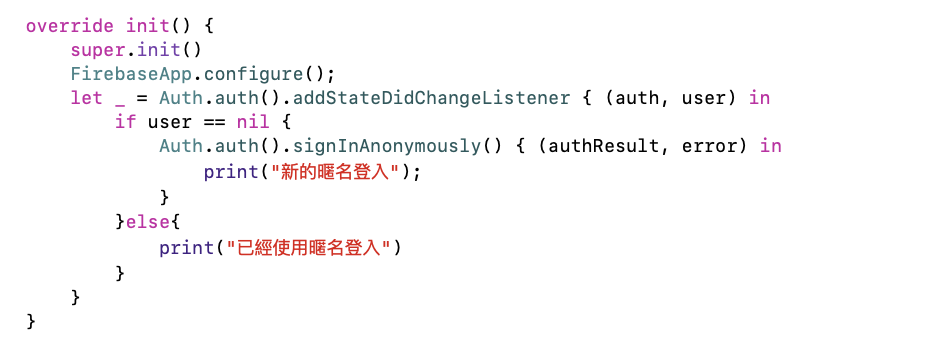 override init() {
    super.init()
    FirebaseApp.configure();
    let _ = Auth.auth().addStateDidChangeListener { (auth, user) in
        if user == nil {
            Auth.auth().signInAnonymously() { (authResult, error) in
                print("新的暱名登入");
            }
        }else{
            print("已經使用暱名登入")
        }
    }
}